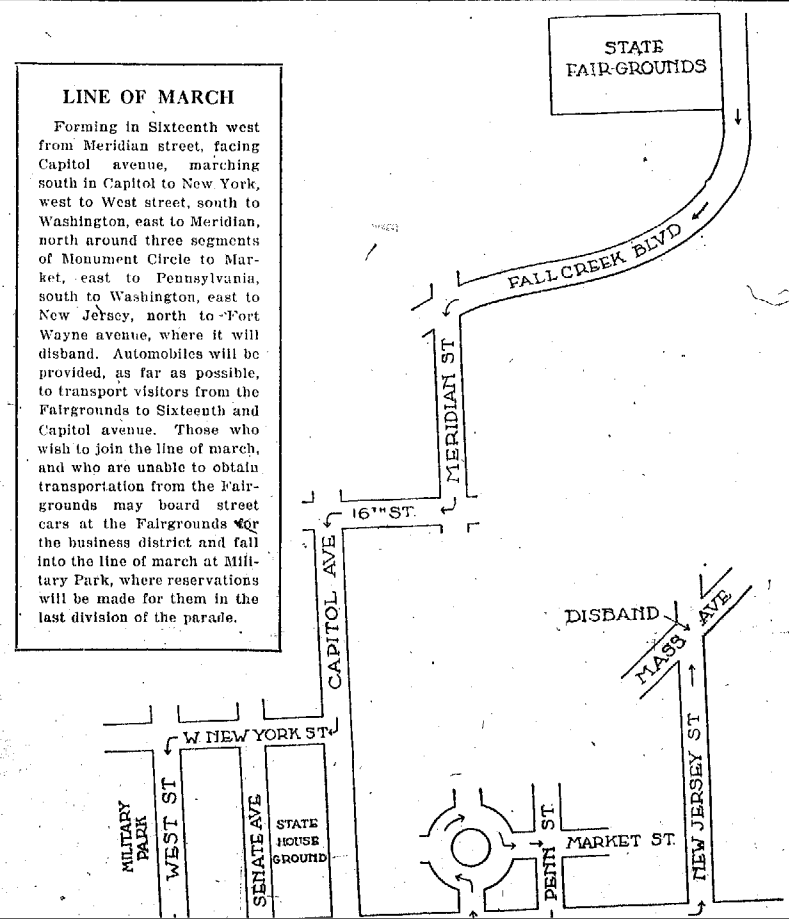 LINE OF MARCH
Forming in Sixteenth west
from Meridian street, facing
Capitol avenue, marching
south in Capitol to New York,
west to West street, south to
Washington, east to Meridian,
north around three segments
of Monument Circle to Mar-
ket, east to Pennsylvania,
south to Washington, east to
New Jersey, north to Fort
Wayne avenue, where it will
disband. Automobiles will be
provided, as far as possible,
to transport visitors from the
Fairgrounds to Sixteenth and
Capitol avenue. Those who
wish to join the line of march,
and who are unable to obtain
transportation from the Fair-
grounds may board street
cars at the Fairgrounds for
the business district and fall
into the line of march at Mili-
tary Park, where reservations
will be made for them in the
last division of the parade.
STATE
FAIR-GROUNDS
FALL CREEK BLVD
MERIDIAN ST
16TH ST.
CAPITOL AVE
DISBAND
MASS AVE
W. NEW YORK ST
MILITARY
PARK
WEST ST
SENATE AVE
STATE
HOUSE
GROUND
PENN ST.
MARKET ST.
NEW JERSEY ST